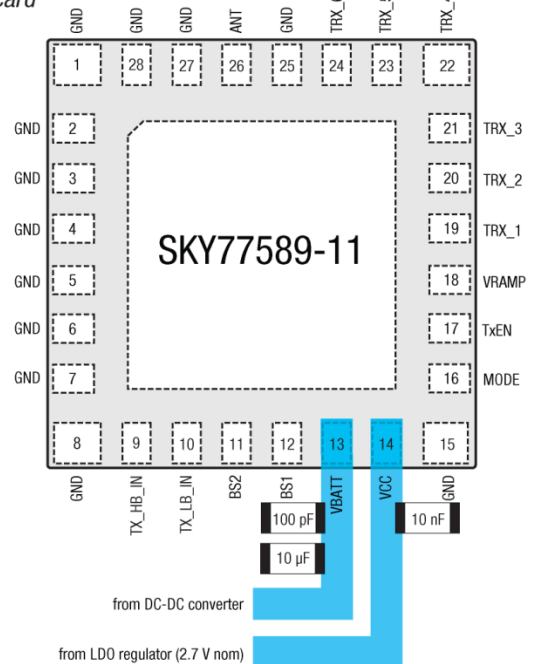 GND
GND
GND
ANT
GND
1
28
27
26
25
24
23
22
GND 2
21 TRX_3
GND 3
20 TRX_2
GND 4
19 TRX_1
SKY77589-11
GND 5
18 VRAMP
GND 6
17 TxEN
GND 7
16 MODE
8
9
10
11
12
13
14
15
GND
TX_HB_IN
TX_LB_IN
BS2
BS1
VBATT
VCC
GND
100 pF
10 nF
10 µF
from DC-DC converter
from LDO regulator (2.7 V nom)